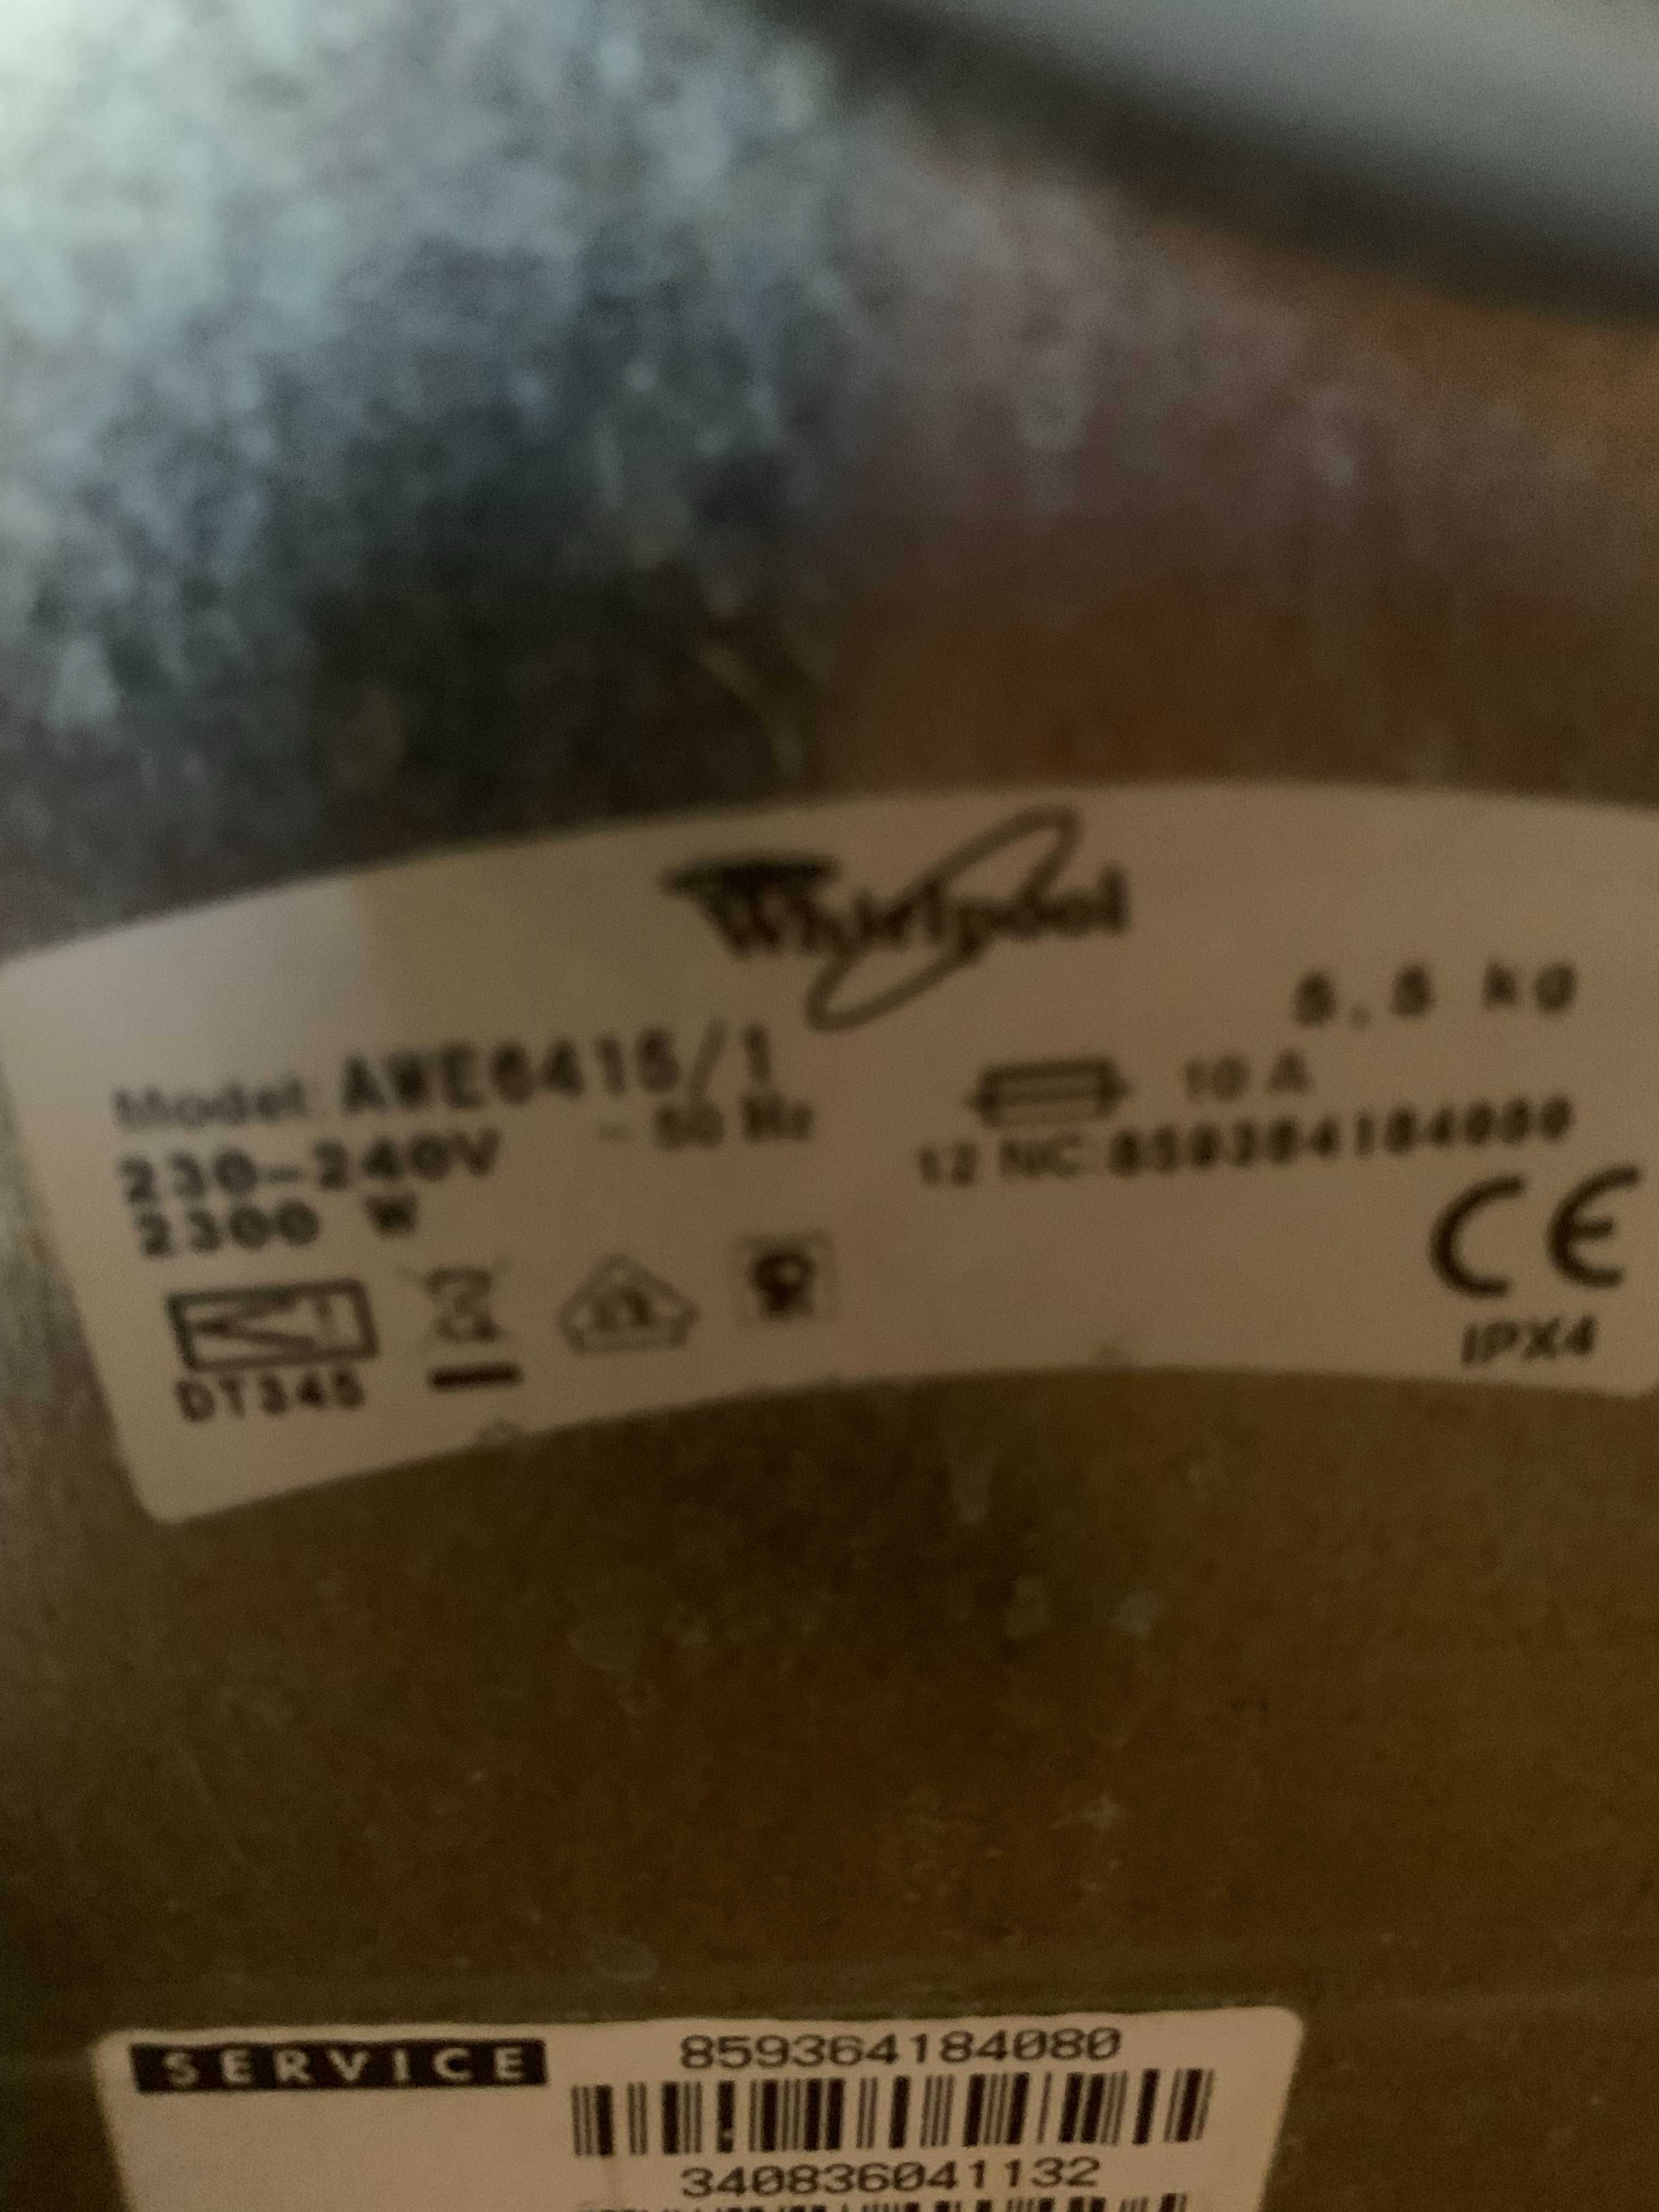 Whirlpool
5,5 kg
Model: AWE6415/1
10 A
230-240V ~ 50 Hz
12 NC:859364184080
2300 W
CE
DT345
IPX4
SERVICE
859364184080
340836041132